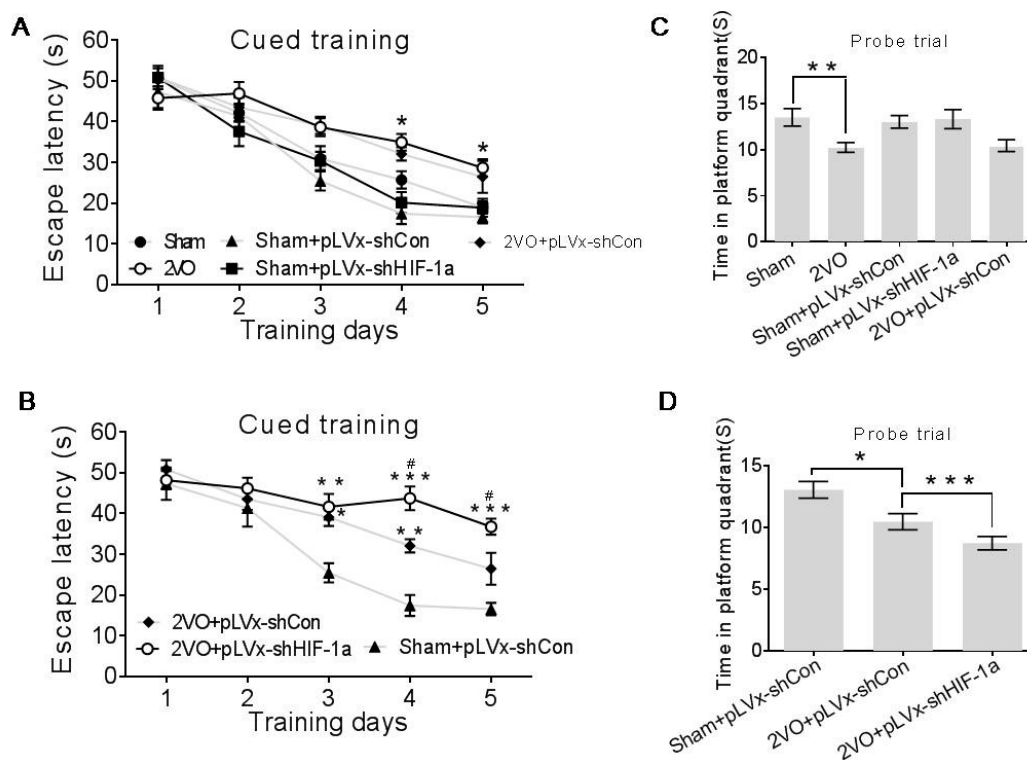 A
Cued training
Escape latency (s)
60
50
40
30
20
10
0
*
*
Sham
Sham+pLVx-shCon
2VO+pLVx-shCon
2VO
Sham+pLVx-shHIF-1a
1 2 3 4 5
Training days
C
Probe trial
Time in platform quadrant(S)
20
15
10
5
0
**
Sham
2VO
Sham+pLVx-shCon
Sham+pLVx-shHIF-1a
2VO+pLVx-shCon
B
Cued training
Escape latency (s)
60
50
40
30
20
10
0
**
*
#
***
**
#
***
2VO+pLVx-shCon
2VO+pLVx-shHIF-1a
Sham+pLVx-shCon
1 2 3 4 5
Training days
D
Probe trial
Time in platform quadrant(S)
15
10
5
0
*
***
Sham+pLVx-shCon
2VO+pLVx-shCon
2VO+pLVx-shHIF-1a